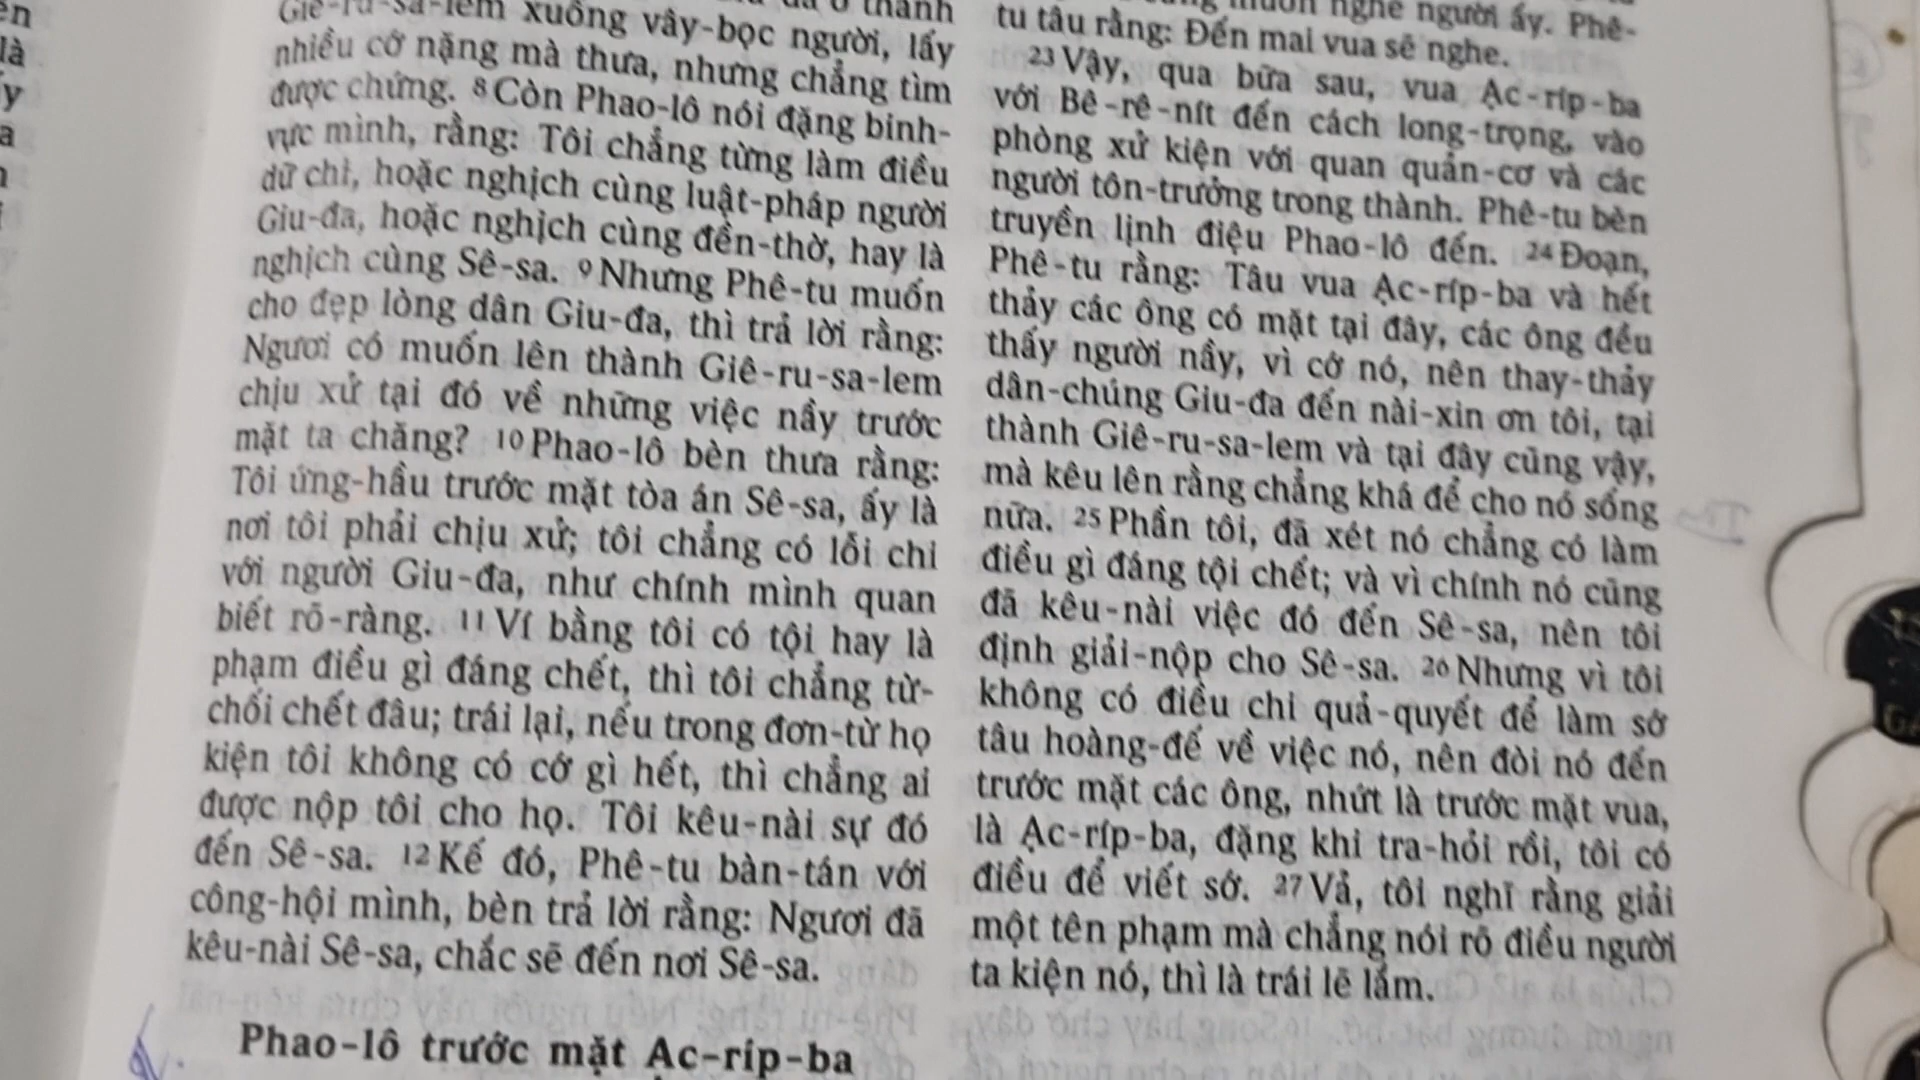 Giê-ru-sa-lem xuống vây-bọc người, lấy
nhiều cớ nặng mà thưa, nhưng chẳng tìm
được chứng. 8 Còn Phao-lô nói đặng binh-
vực mình, rằng: Tôi chẳng từng làm điều
dữ chi, hoặc nghịch cùng luật-pháp người
Giu-đa, hoặc nghịch cùng đền-thờ, hay là
nghịch cùng Sê-sa. 9 Nhưng Phê-tu muốn
cho đẹp lòng dân Giu-đa, thì trả lời rằng:
Ngươi có muốn lên thành Giê-ru-sa-lem
chịu xử tại đó về những việc nầy trước
mặt ta chăng? 10 Phao-lô bèn thưa rằng:
Tôi ứng-hầu trước mặt tòa án Sê-sa, ấy là
nơi tôi phải chịu xử; tôi chẳng có lỗi chi
với người Giu-đa, như chính mình quan
biết rõ-ràng. 11 Ví bằng tôi có tội hay là
phạm điều gì đáng chết, thì tôi chẳng từ-
chối chết đâu; trái lại, nếu trong đơn-từ họ
kiện tôi không có cớ gì hết, thì chẳng ai
được nộp tôi cho họ. Tôi kêu-nài sự đó
đến Sê-sa. 12 Kế đó, Phê-tu bàn-tán với
công-hội mình, bèn trả lời rằng: Ngươi đã
kêu-nài Sê-sa, chắc sẽ đến nơi Sê-sa.
Phao-lô trước mặt Ạc-ríp-ba
muốn nghe người ấy. Phê-
tu tâu rằng: Đến mai vua sẽ nghe.
23 Vậy, qua bữa sau, vua Ạc-ríp-ba
với Bê-rê-nít đến cách long-trọng, vào
phòng xử kiện với quan quản-cơ và các
người tôn-trưởng trong thành. Phê-tu bèn
truyền lịnh điệu Phao-lô đến. 24 Đoạn,
Phê-tu rằng: Tâu vua Ạc-ríp-ba và hết
thảy các ông có mặt tại đây, các ông đều
thấy người nầy, vì cớ nó, nên thay-thảy
dân-chúng Giu-đa đến nài-xin ơn tôi, tại
thành Giê-ru-sa-lem và tại đây cũng vậy,
mà kêu lên rằng chẳng khá để cho nó sống
nữa. 25 Phần tôi, đã xét nó chẳng có làm
điều gì đáng tội chết; và vì chính nó cũng
đã kêu-nài việc đó đến Sê-sa, nên tôi
định giải-nộp cho Sê-sa. 26 Nhưng vì tôi
không có điều chi quả-quyết để làm sớ
tâu hoàng-đế về việc nó, nên đòi nó đến
trước mặt các ông, nhứt là trước mặt vua,
là Ạc-ríp-ba, đặng khi tra-hỏi rồi, tôi có
điều để viết sớ. 27 Vả, tôi nghĩ rằng giải
một tên phạm mà chẳng nói rõ điều người
ta kiện nó, thì là trái lẽ lắm.